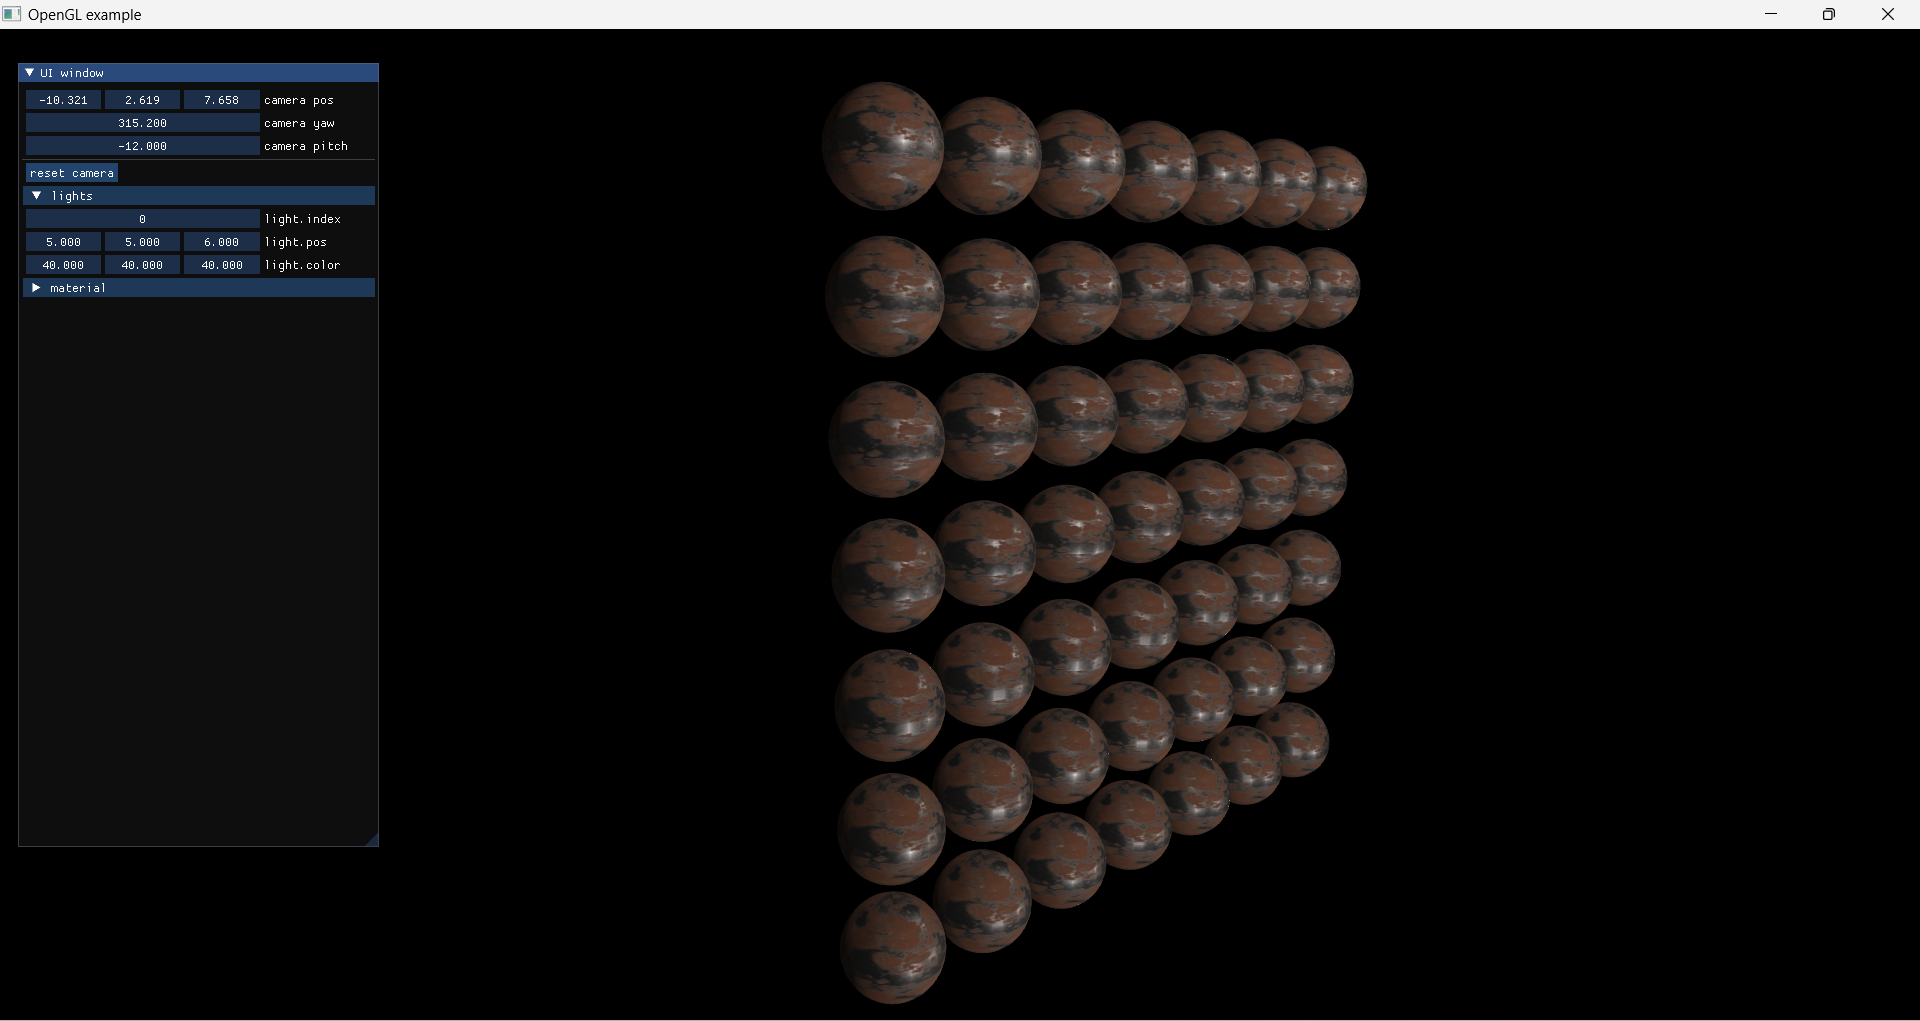 OpenGL example
UI window
-10.321 2.619 7.658 camera pos
315.200 camera yaw
-12.000 camera pitch
reset camera
lights
0 light.index
5.000 5.000 6.000 light.pos
40.000 40.000 40.000 light.color
material